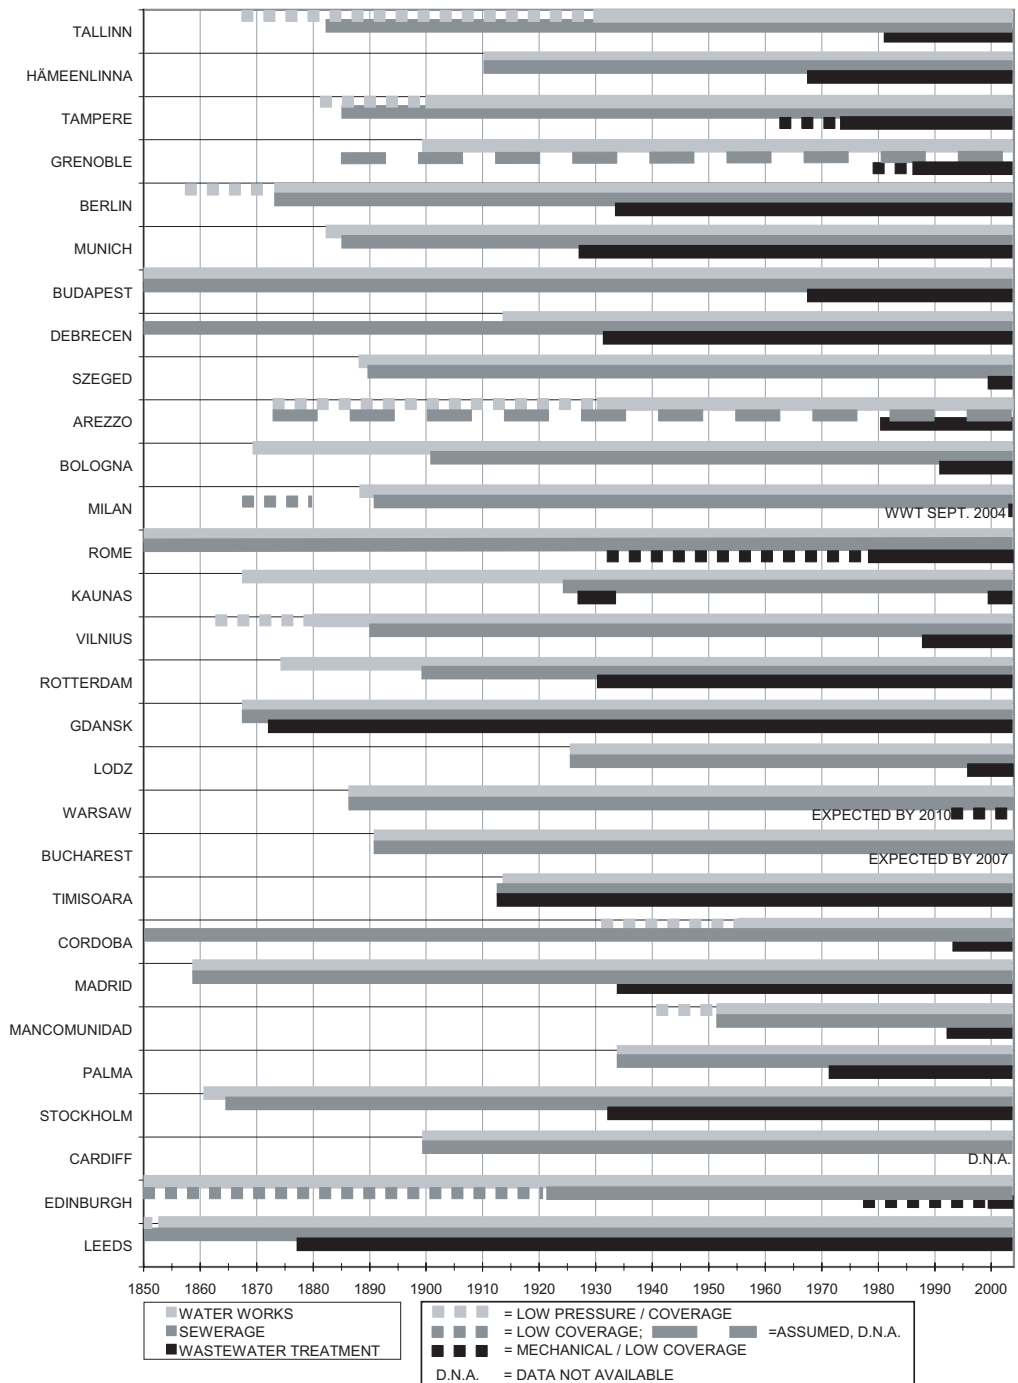 TALLINN
HÄMEENLINNA
TAMPERE
GRENOBLE
BERLIN
MUNICH
BUDAPEST
DEBRECEN
SZEGED
AREZZO
BOLOGNA
MILAN
WWT SEPT. 2004
ROME
KAUNAS
VILNIUS
ROTTERDAM
GDANSK
LODZ
WARSAW
EXPECTED BY 2010
BUCHAREST
EXPECTED BY 2007
TIMISOARA
CORDOBA
MADRID
MANCOMUNIDAD
PALMA
STOCKHOLM
CARDIFF
D.N.A.
EDINBURGH
LEEDS
1850 1860 1870 1880 1890 1900 1910 1920 1930 1940 1950 1960 1970 1980 1990 2000
WATER WORKS
SEWERAGE
WASTEWATER TREATMENT
= LOW PRESSURE / COVERAGE
= LOW COVERAGE; =ASSUMED, D.N.A.
= MECHANICAL / LOW COVERAGE
D.N.A. = DATA NOT AVAILABLE